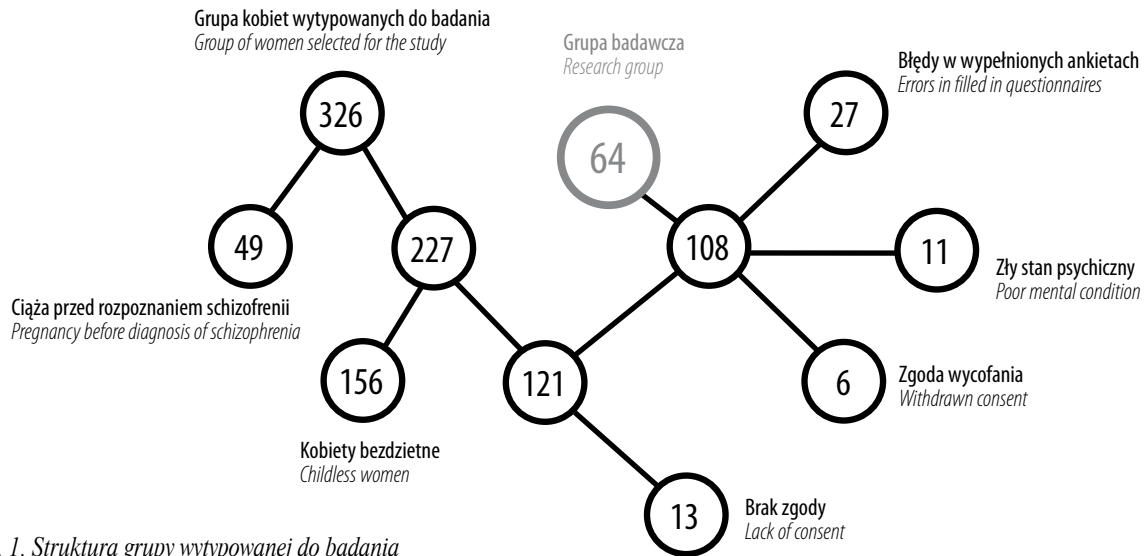 Grupa kobiet wytypowanych do badania
Group of women selected for the study
Grupa badawcza
Research group
Błędy w wypełnionych ankietach
Errors in filled in questionnaires
326
27
64
49
227
108
11
Zły stan psychiczny
Poor mental condition
Ciąża przed rozpoznaniem schizofrenii
Pregnancy before diagnosis of schizophrenia
156
121
6
Zgoda wycofania
Withdrawn consent
Kobiety bezdzietne
Childless women
13
Brak zgody
Lack of consent
. 1. Struktura grupy wytypowanej do badania